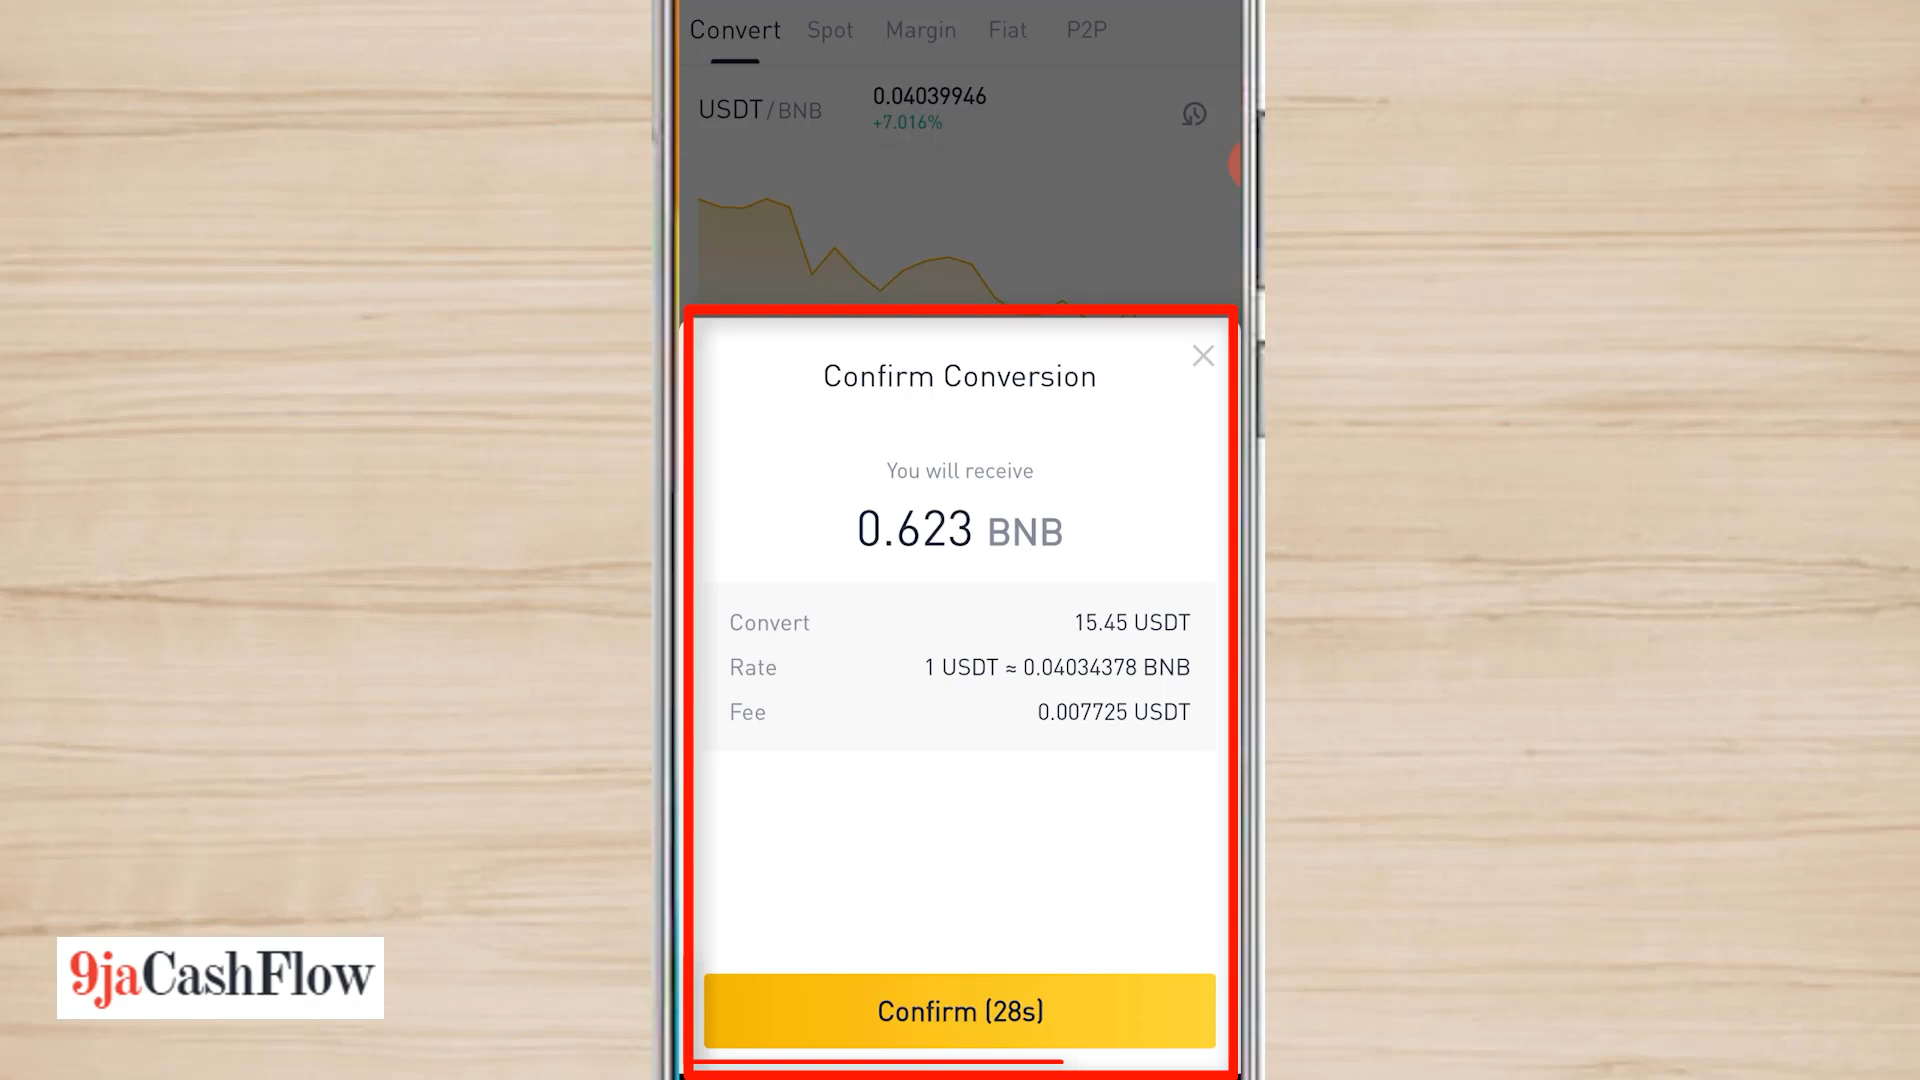 Convert Spot Margin Fiat P2P
USDT/BNB 0.04039946
+7.016%
Confirm Conversion
You will receive
0.623 BNB
Convert 15.45 USDT
Rate 1 USDT ≈ 0.04034378 BNB
Fee 0.007725 USDT
Confirm (28s)
9jaCashFlow